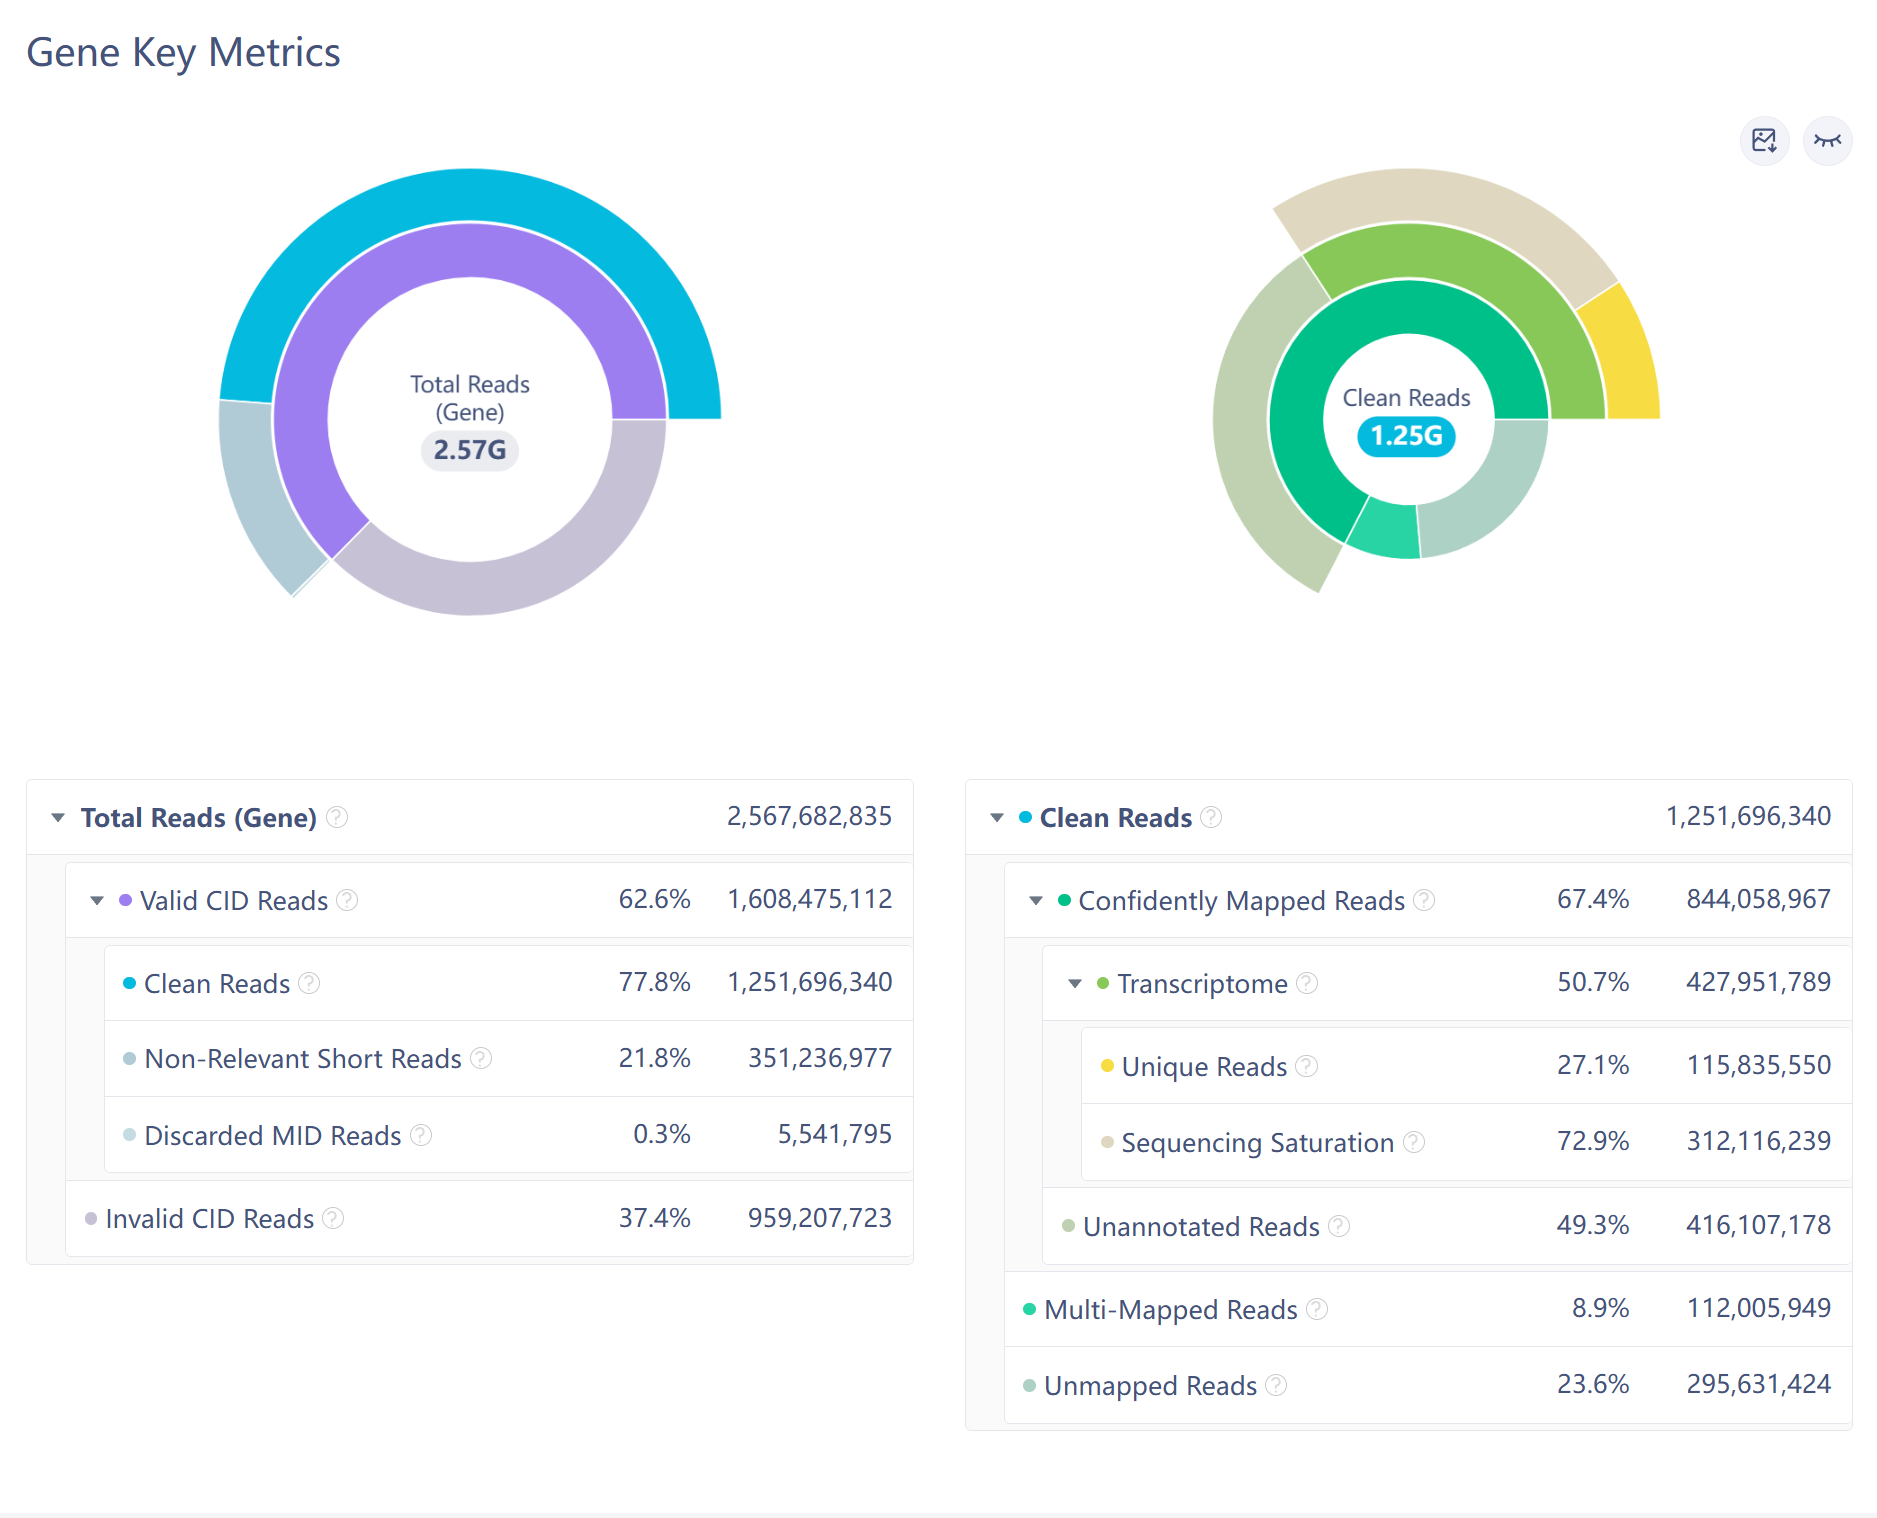 Gene Key Metrics
Total Reads
(Gene)
2.57G
Clean Reads
1.25G
Total Reads (Gene) ? 2,567,682,835
Valid CID Reads ? 62.6% 1,608,475,112
Clean Reads ? 77.8% 1,251,696,340
Non-Relevant Short Reads ? 21.8% 351,236,977
Discarded MID Reads ? 0.3% 5,541,795
Invalid CID Reads ? 37.4% 959,207,723
Clean Reads ? 1,251,696,340
Confidently Mapped Reads ? 67.4% 844,058,967
Transcriptome ? 50.7% 427,951,789
Unique Reads ? 27.1% 115,835,550
Sequencing Saturation ? 72.9% 312,116,239
Unannotated Reads ? 49.3% 416,107,178
Multi-Mapped Reads ? 8.9% 112,005,949
Unmapped Reads ? 23.6% 295,631,424